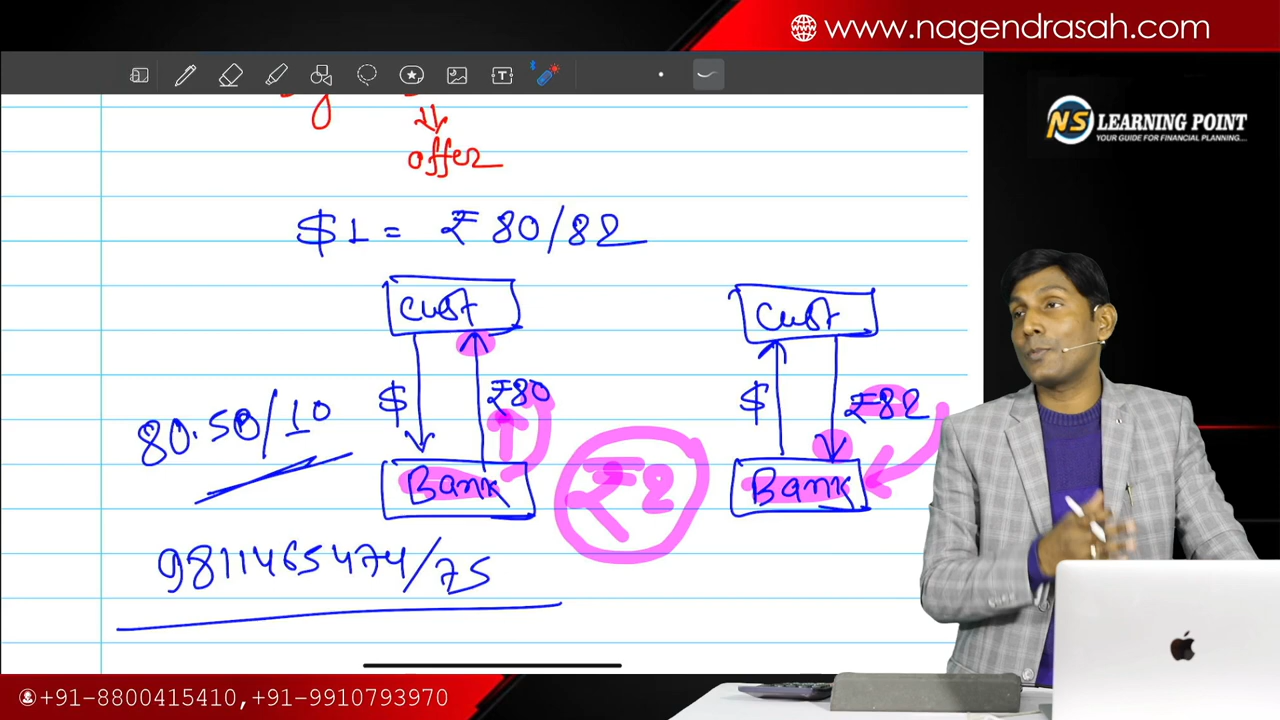 www.nagendrasah.com
NS LEARNING POINT
YOUR GUIDE FOR FINANCIAL PLANNING....
offer
$ 1 = ₹ 80/82
Cust
Cust
$
₹80
$
₹82
80.50/10
Bank
₹2
Bank
9811465474/75
+91-8800415410,+91-9910793970